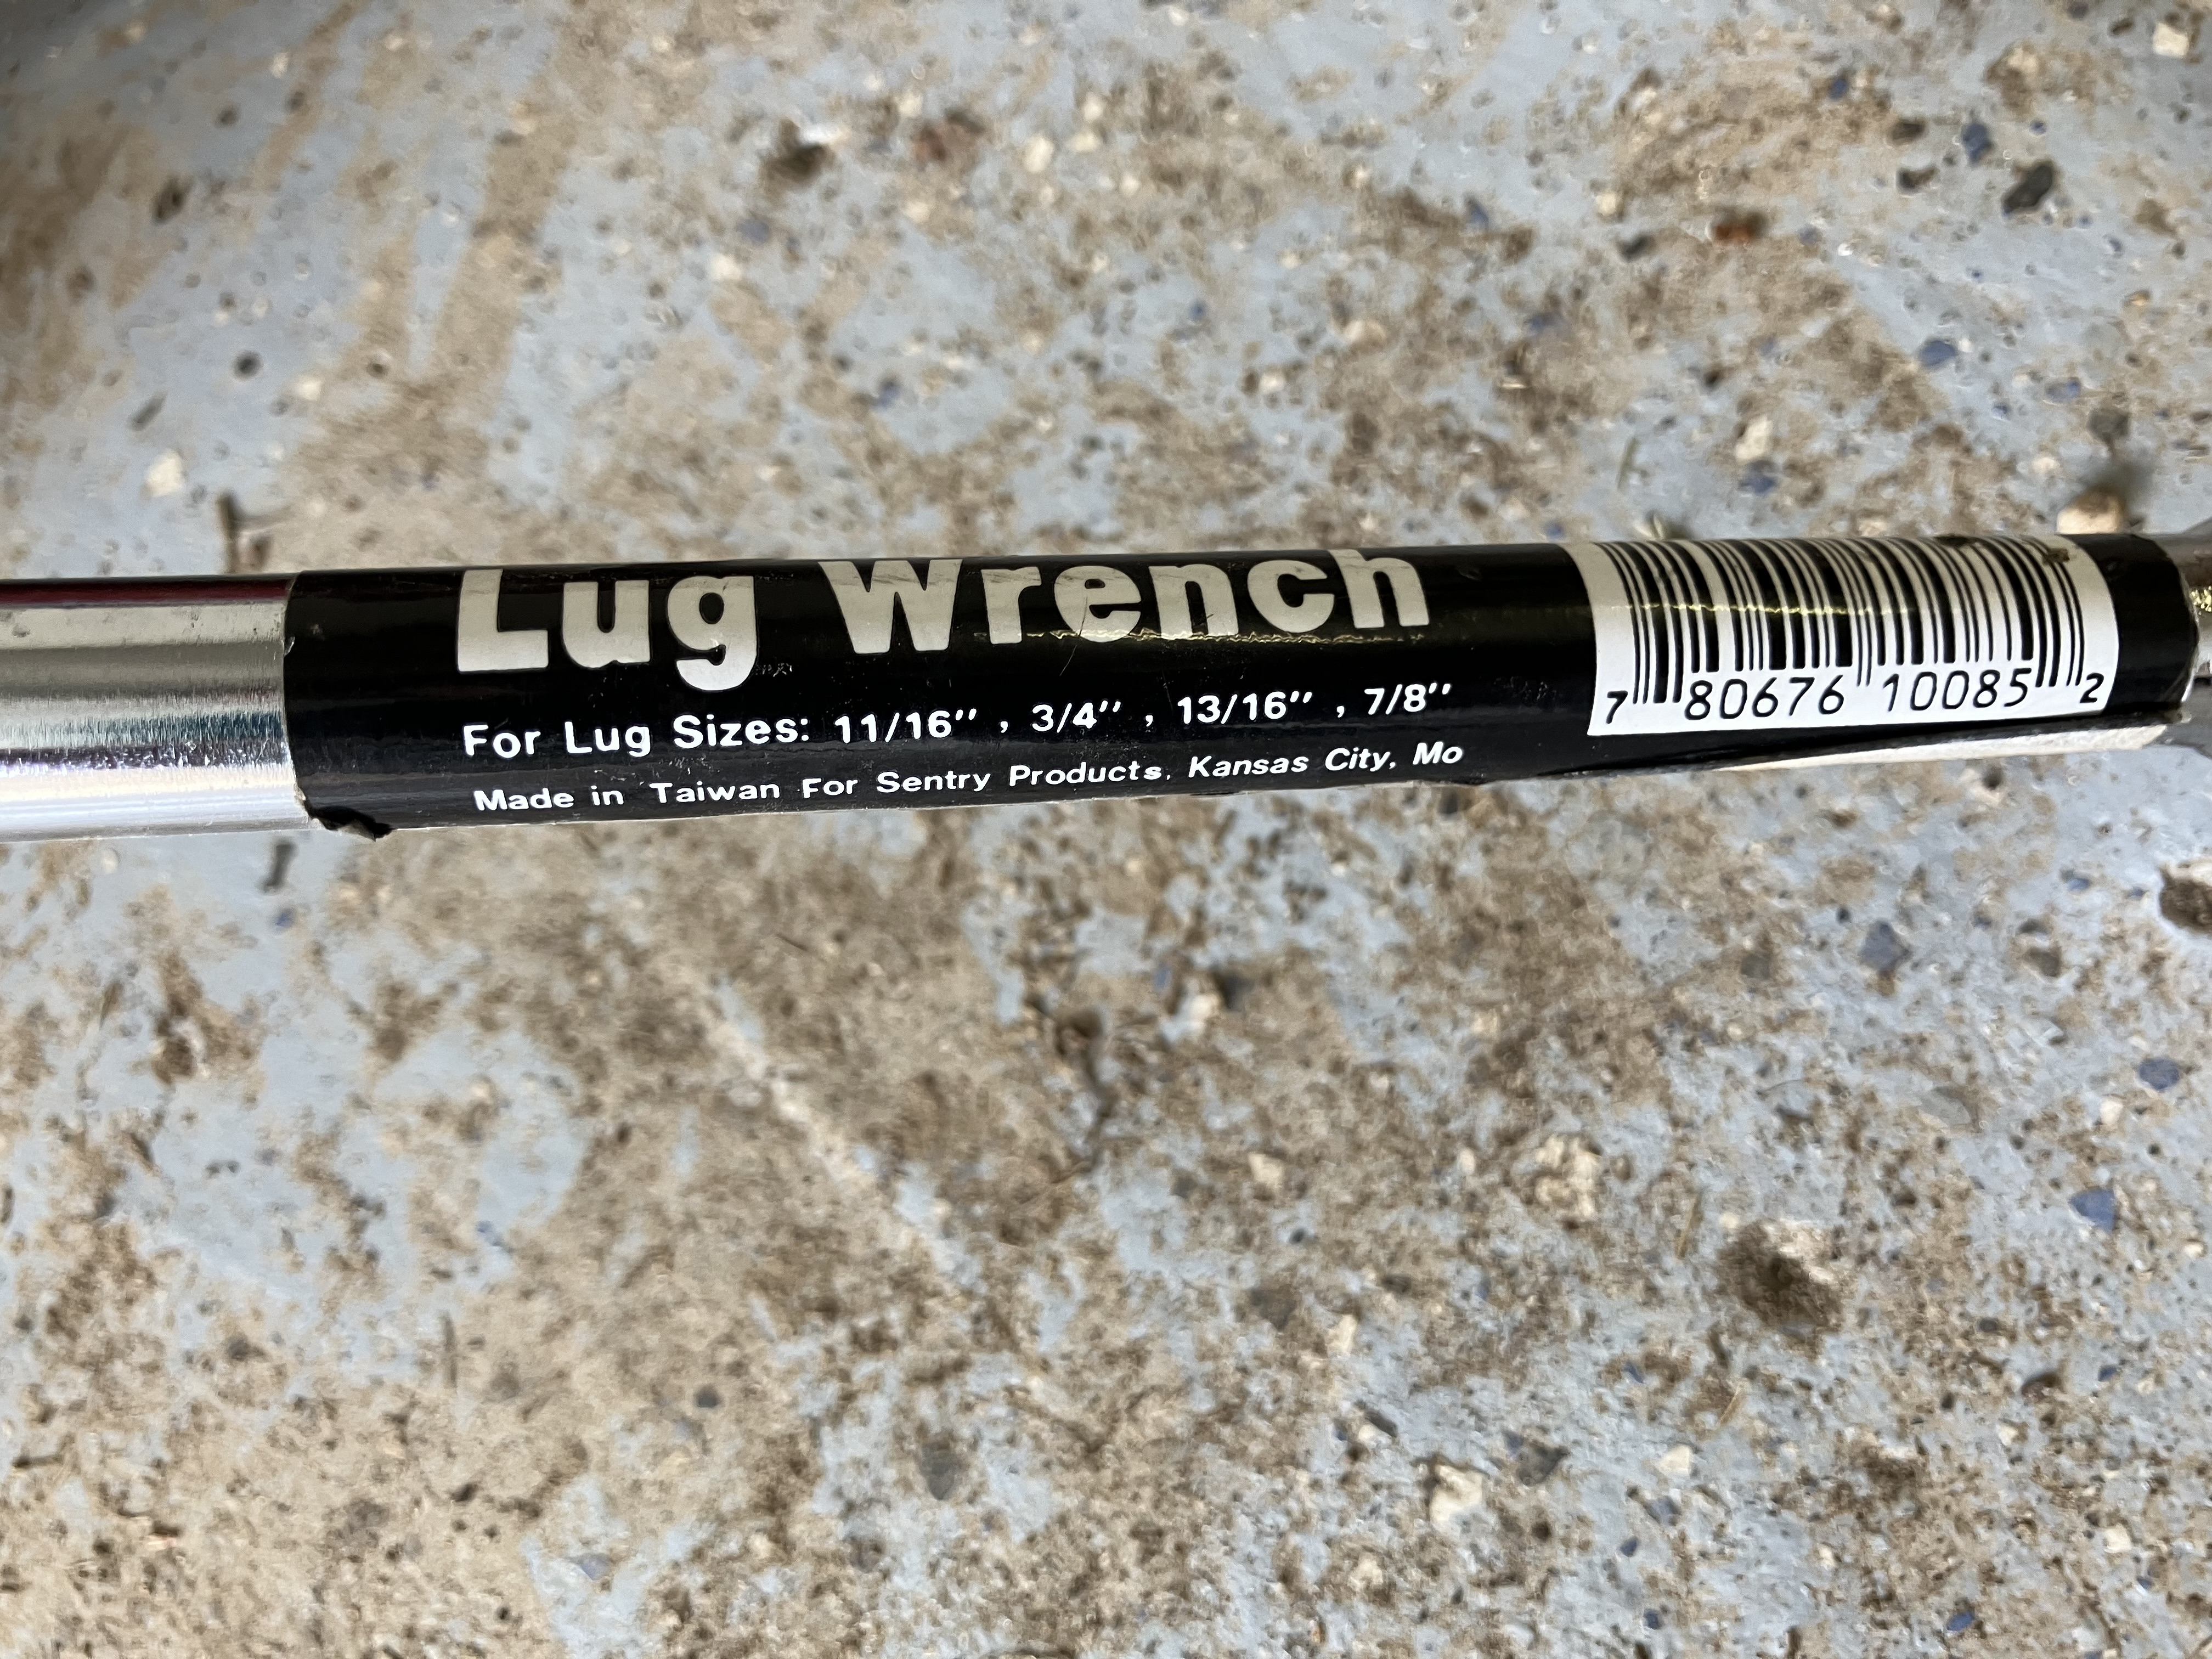 Lug Wrench
For Lug Sizes: 11/16" , 3/4" , 13/16" , 7/8"
Made in Taiwan For Sentry Products, Kansas City, Mo
7 80676 10085 2